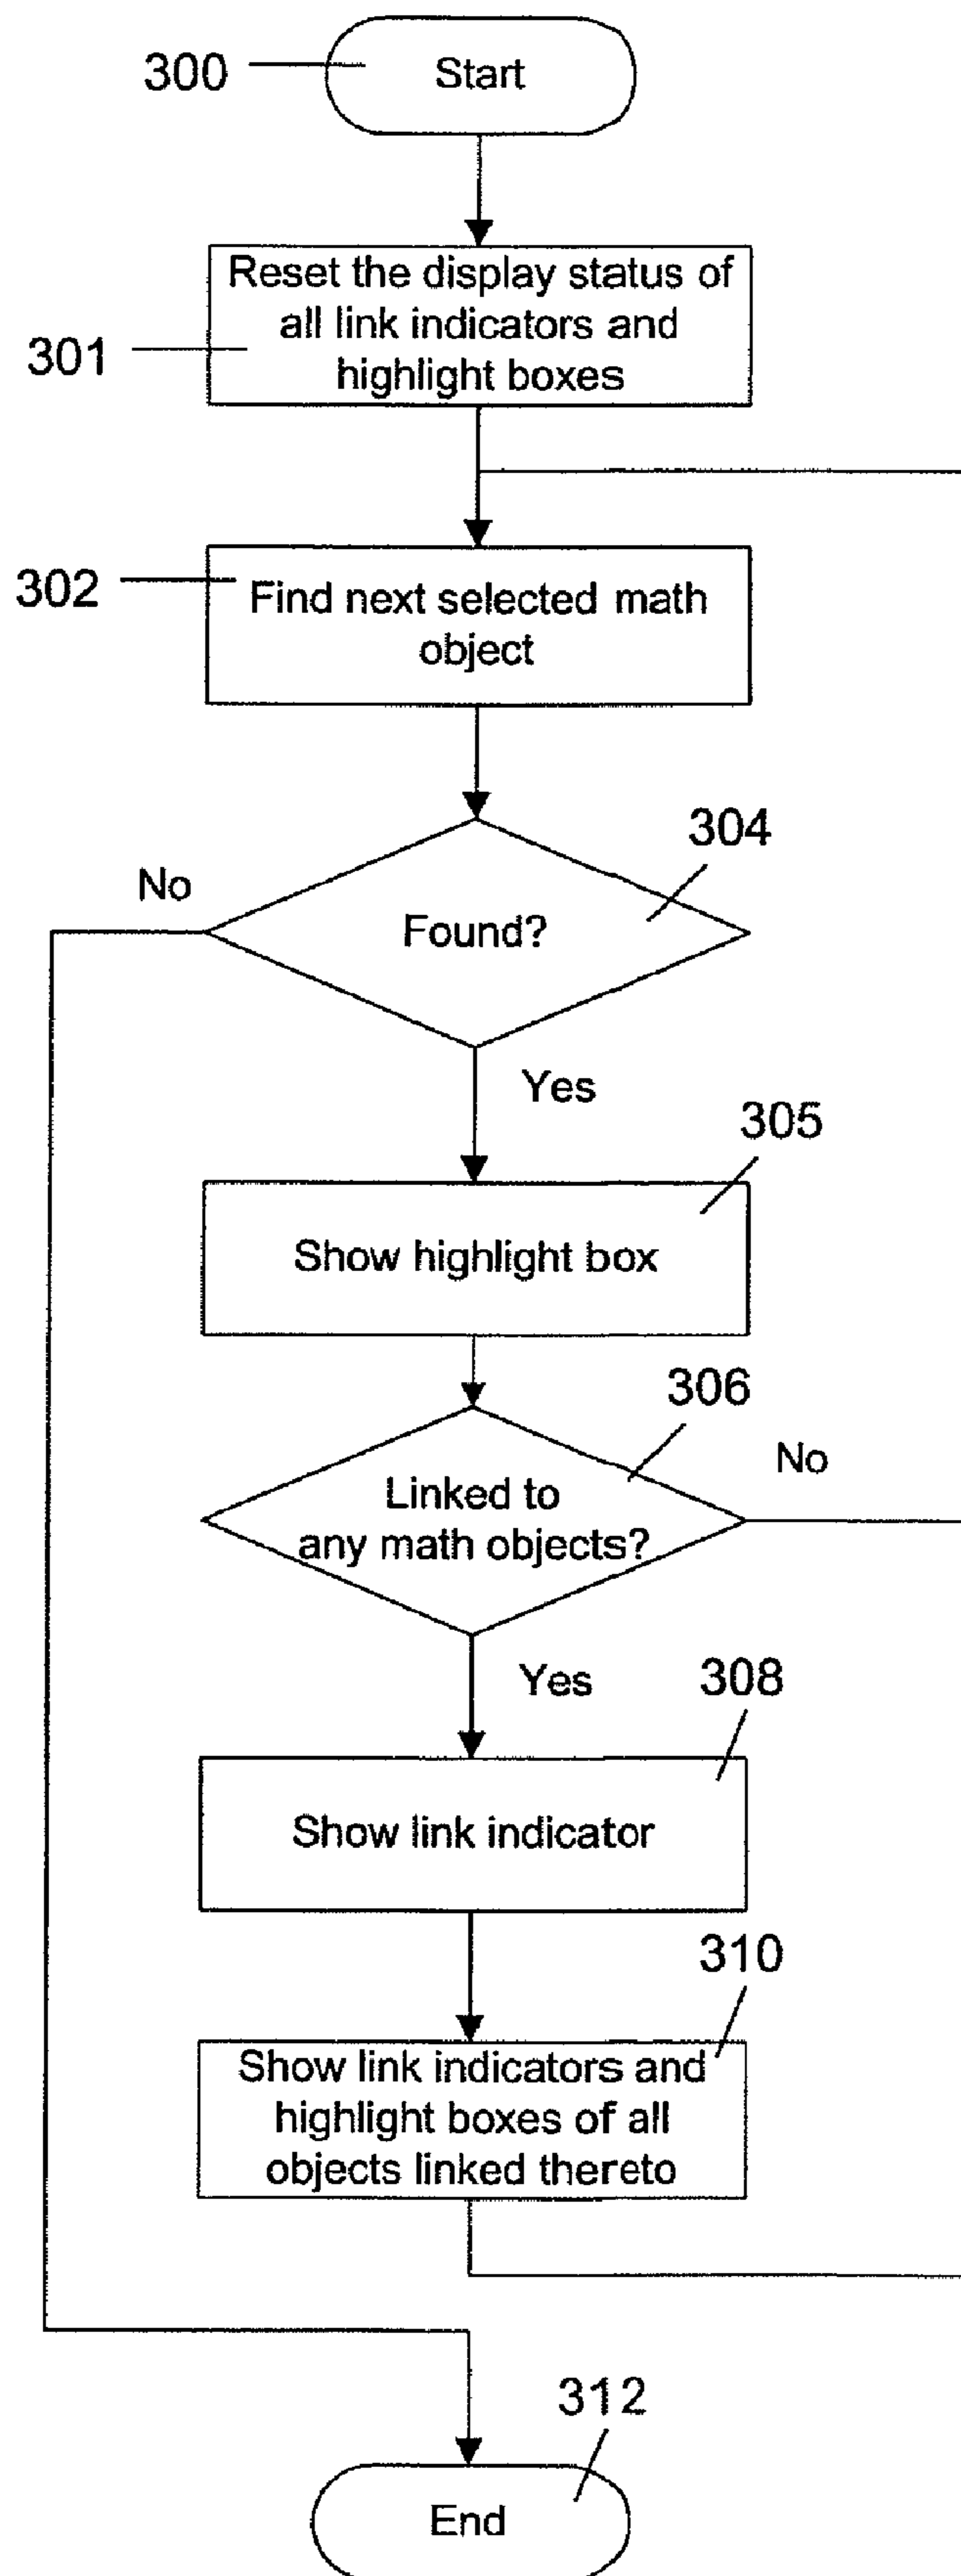 300
Start
Reset the display status of
all link indicators and
highlight boxes
301
302
Find next selected math
object
304
No
Found?
Yes
305
Show highlight box
306
No
Linked to
any math objects?
Yes
308
Show link indicator
310
Show link indicators and
highlight boxes of all
objects linked thereto
312
End